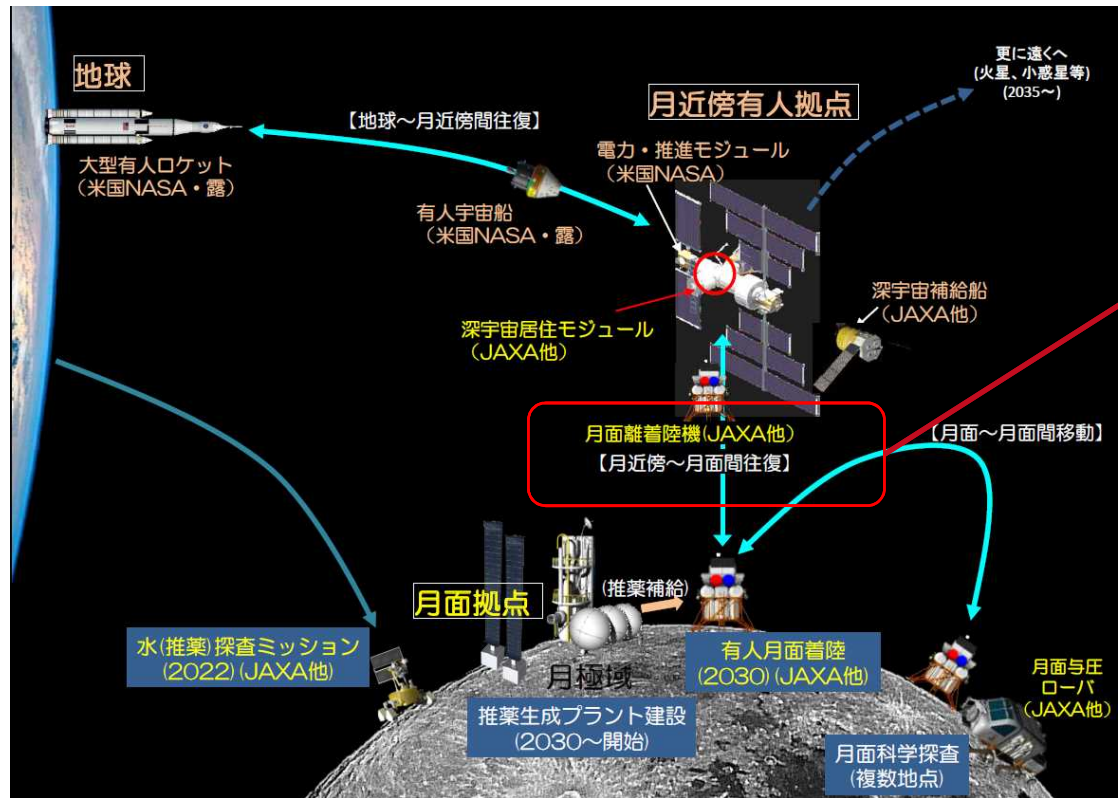 地球
大型有人ロケット
(米国NASA・露)
【地球～月近傍間往復】
有人宇宙船
(米国NASA・露)
月近傍有人拠点
電力・推進モジュール
(米国NASA)
更に遠くへ
(火星、小惑星等)
(2035～)
深宇宙居住モジュール
(JAXA他)
深宇宙補給船
(JAXA他)
月面離着陸機(JAXA他)
【月近傍～月面間往復】
【月面～月面間移動】
月面拠点
(推薬補給)
水(推薬)探査ミッション
(2022)(JAXA他)
月極域
推薬生成プラント建設
(2030～開始)
有人月面着陸
(2030)(JAXA他)
月面与圧
ローバ
(JAXA他)
月面科学探査
(複数地点)